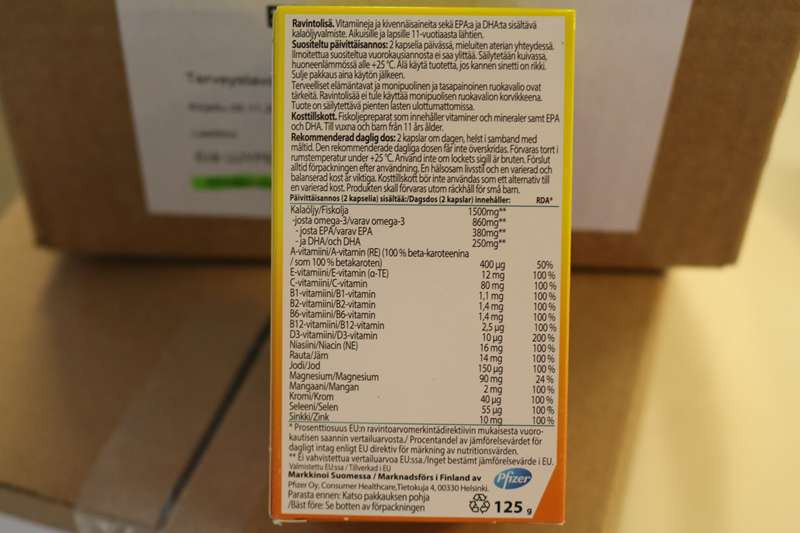 Ravintolisä. Vitamiineja ja kivennäisaineita sekä EPA:a ja DHA:ta sisältävä
kalaöljyvalmiste. Aikuisille ja lapsille 11-vuotiaasta lähtien.
Suositeltu päivittäisannos: 2 kapselia päivässä, mieluiten aterian yhteydessä.
Ilmoitettua suositeltua vuorokausiannosta ei saa ylittää. Säilytetään kuivassa,
huoneenlämmössä alle +25 °C. Älä käytä tuotetta, jos kannen sinetti on rikki.
Sulje pakkaus aina käytön jälkeen.
Terveelliset elämäntavat ja monipuolinen ja tasapainoinen ruokavalio ovat
tärkeitä. Ravintolisää ei tule käyttää monipuolisen ruokavalion korvikkeena.
Tuote on säilytettävä pienten lasten ulottumattomissa.
Kosttillskott. Fiskoljepreparat som innehåller vitaminer och mineraler samt EPA
och DHA. Till vuxna och barn från 11 års ålder.
Rekommenderad daglig dos: 2 kapslar om dagen, helst i samband med
måltid. Den rekommenderade dagliga dosen får inte överskridas. Förvaras torrt i
rumstemperatur under +25 °C. Använd inte om lockets sigill är bruten. Förslut
alltid förpackningen efter användning. En hälsosam livsstil och en varierad och
balanserad kost är viktiga. Kosttillskott bör inte användas som ett alternativ till
en varierad kost. Produkten skall förvaras utom räckhåll för små barn.
Päivittäisannos (2 kapselia) sisältää:/Dagsdos (2 kapslar) innehåller: RDA*
Kalaöljy/Fiskolja 1500mg**
-josta omega-3/varav omega-3 860mg**
- josta EPA/varav EPA 380mg**
- ja DHA/och DHA 250mg**
A-vitamiini/A-vitamin (RE) (100 % beta-karoteenina
/ som 100 % betakaroten) 400 µg 50%
E-vitamiini/E-vitamin (α-TE) 12 mg 100 %
C-vitamiini/C-vitamin 80 mg 100 %
B1-vitamiini/B1-vitamin 1,1 mg 100 %
B2-vitamiini/B2-vitamin 1,4 mg 100 %
B6-vitamiini/B6-vitamin 1,4 mg 100 %
B12-vitamiini/B12-vitamin 2,5 µg 100 %
D3-vitamiini/D3-vitamin 10 µg 200 %
Niasiini/Niacin (NE) 16 mg 100 %
Rauta/Järn 14 mg 100 %
Jodi/Jod 150 µg 100 %
Magnesium/Magnesium 90 mg 24 %
Mangaani/Mangan 2 mg 100 %
Kromi/Krom 40 µg 100 %
Seleeni/Selen 55 µg 100 %
Sinkki/Zink 10 mg 100 %
* Prosenttiosuus EU:n ravintoarvomerkintädirektiivin mukaisesta vuoro-
kautisen saannin vertailuarvosta./ Procentandel av jämförelsevärdet för
dagligt intag enligt EU direktiv för märkning av nutritionsvärden.
** Ei vahvistettua vertailuarvoa EU:ssa./Inget bestämt jämförelsevärde i EU.
Valmistettu EU:ssa / Tillverkad i EU
Markkinoi Suomessa / Marknadsförs i Finland av
Pfizer Oy, Consumer Healthcare, Tietokuja 4, 00330 Helsinki.
Pfizer
Parasta ennen: Katso pakkauksen pohja
/Bäst före: Se botten av förpackningen
125 g